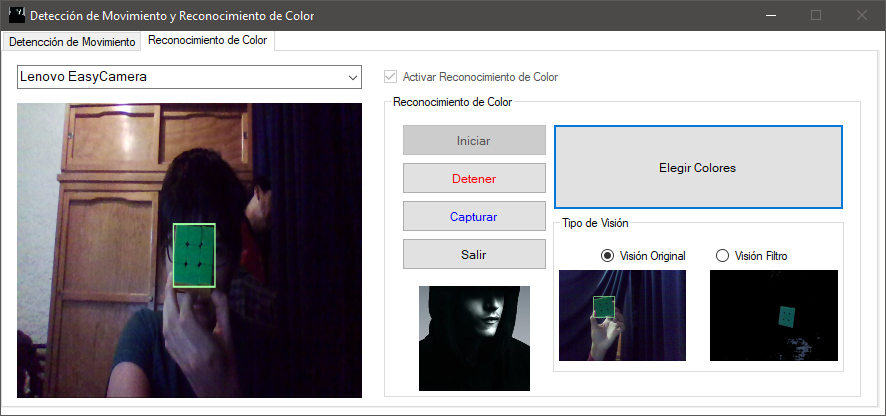 Detección de Movimiento y Reconocimiento de Color
Detencción de Movimiento
Reconocimiento de Color
Lenovo EasyCamera
Activar Reconocimiento de Color
Reconocimiento de Color
Iniciar
Elegir Colores
Detener
Capturar
Salir
Tipo de Visión
Visión Original
Visión Filtro